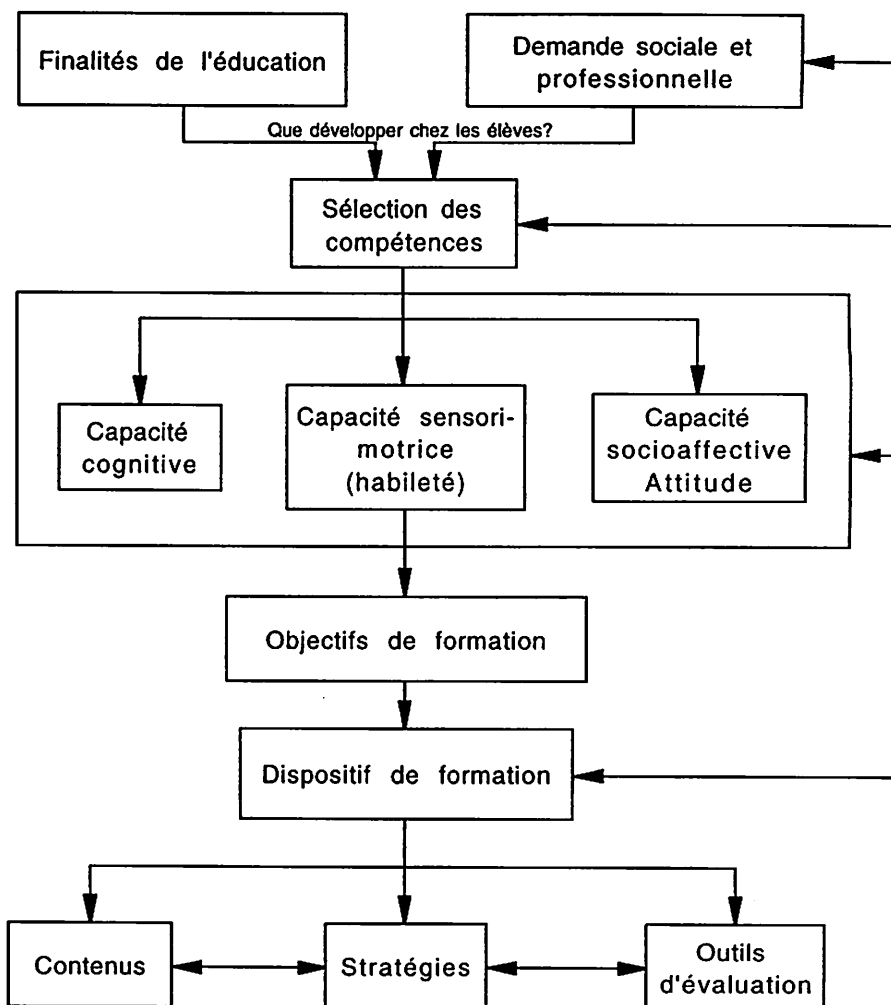 Finalités de l'éducation
Demande sociale et
professionnelle
Que développer chez les élèves?
Sélection des
compétences
Capacité
cognitive
Capacité sensori-
motrice
(habileté)
Capacité
socioaffective
Attitude
Objectifs de formation
Dispositif de formation
Contenus
Stratégies
Outils
d'évaluation